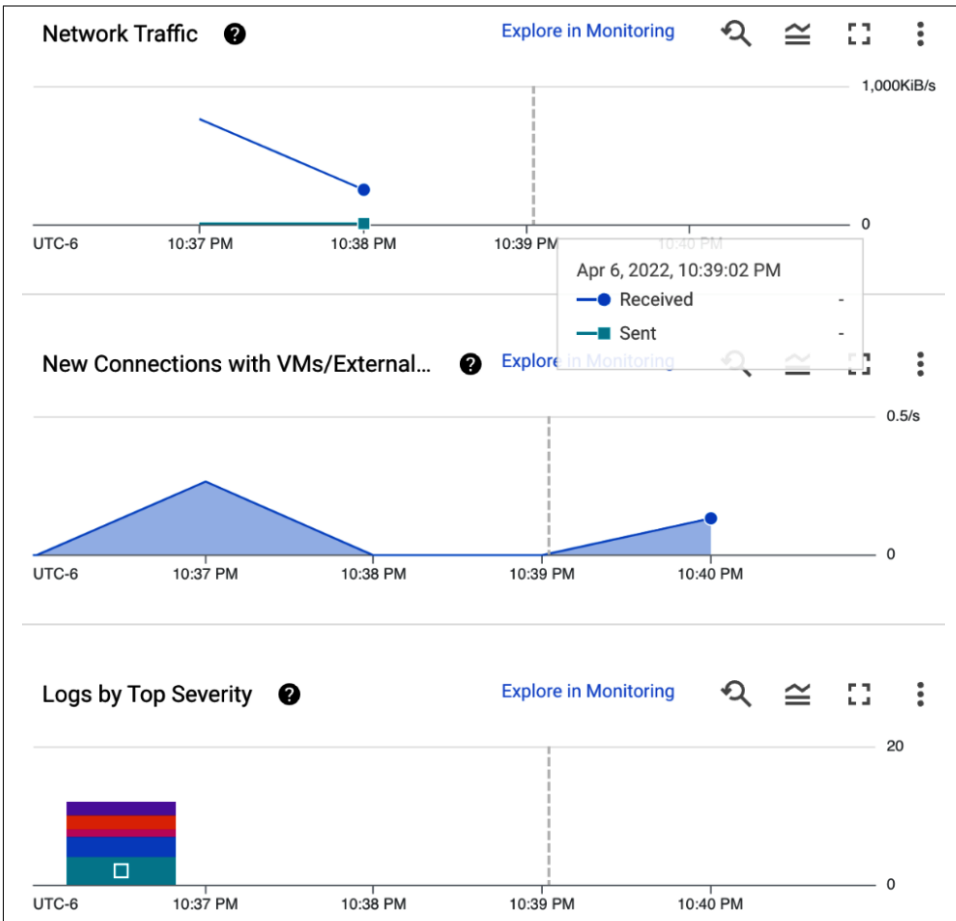 Network Traffic ? Explore in Monitoring
1,000KiB/s
0
UTC-6 10:37 PM 10:38 PM 10:39 PM 10:40 PM
Apr 6, 2022, 10:39:02 PM
Received -
Sent -
New Connections with VMs/External... ? Explore in Monitoring
0.5/s
0
UTC-6 10:37 PM 10:38 PM 10:39 PM 10:40 PM
Logs by Top Severity ? Explore in Monitoring
20
0
UTC-6 10:37 PM 10:38 PM 10:39 PM 10:40 PM